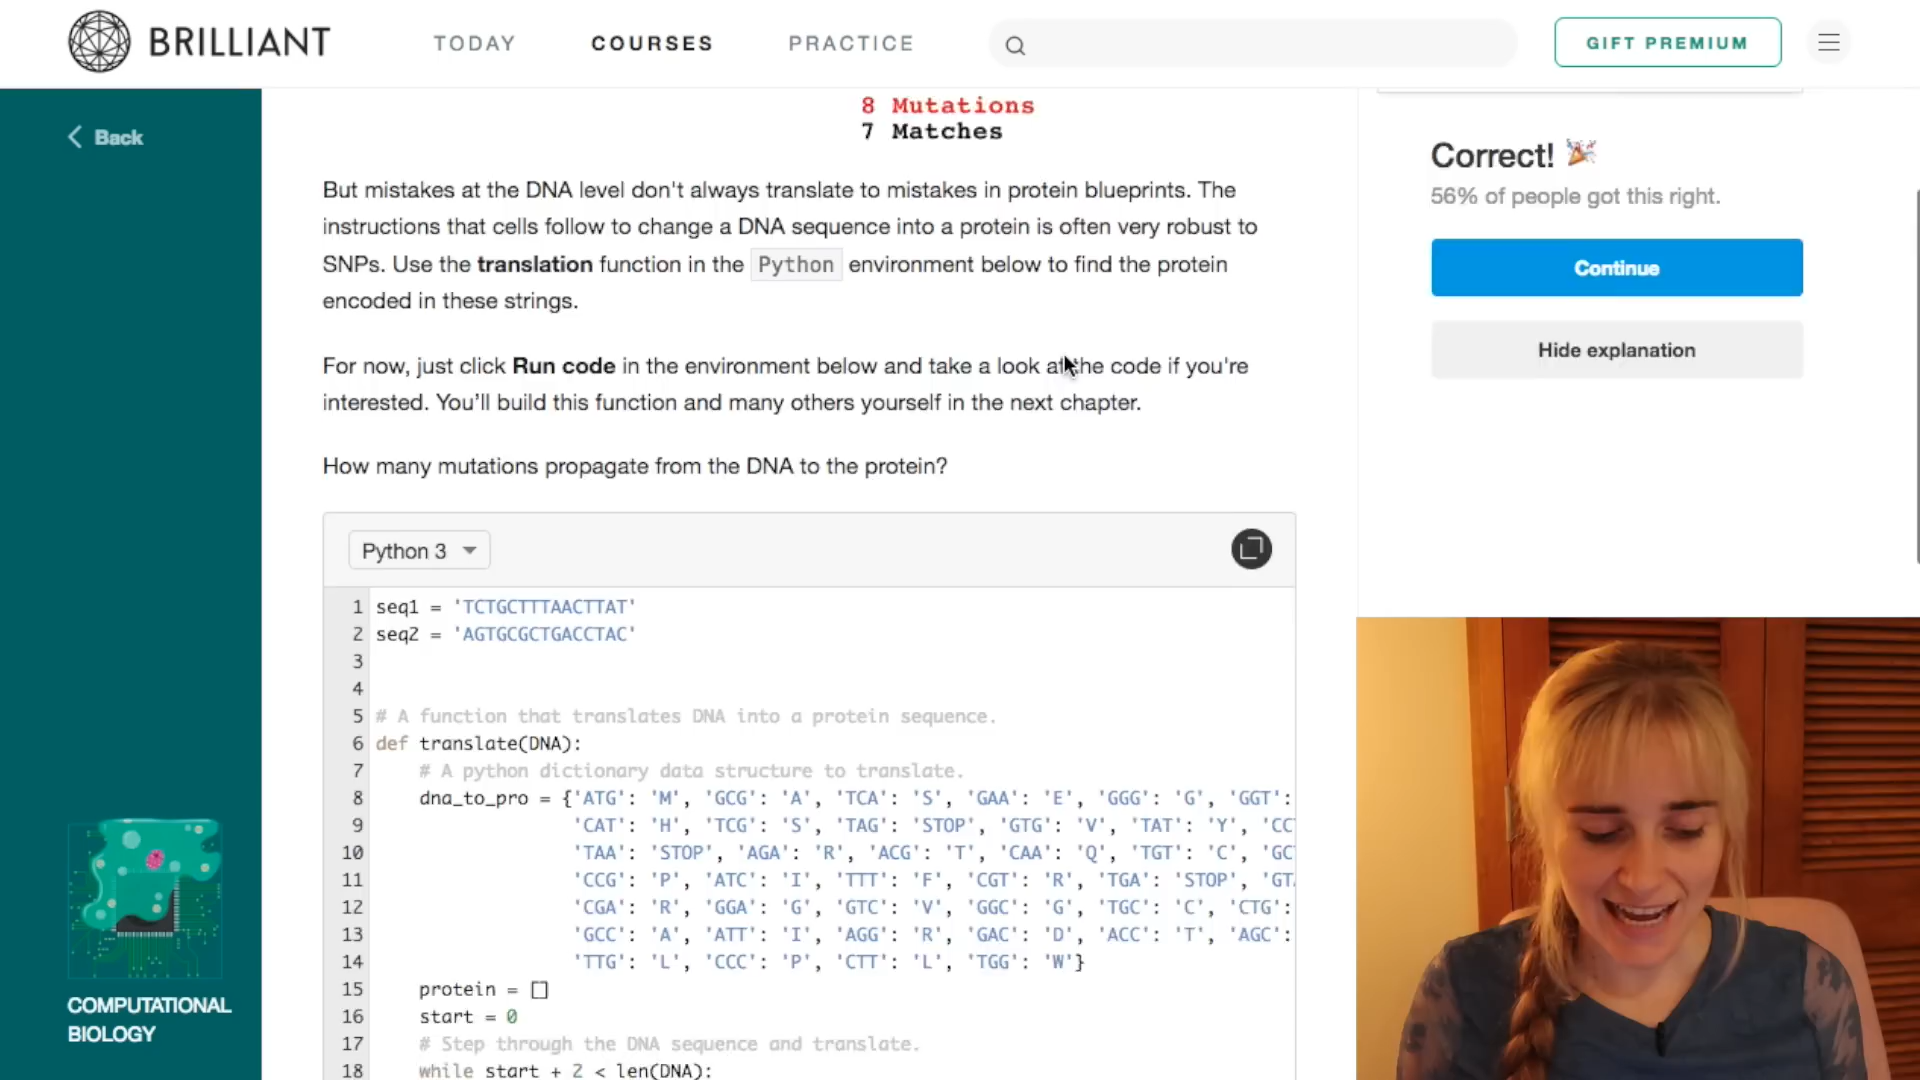 BRILLIANT
TODAY
COURSES
PRACTICE
GIFT PREMIUM
Back
8 Mutations
7 Matches
But mistakes at the DNA level don't always translate to mistakes in protein blueprints. The
instructions that cells follow to change a DNA sequence into a protein is often very robust to
SNPs. Use the translation function in the Python environment below to find the protein
encoded in these strings.
For now, just click Run code in the environment below and take a look at the code if you're
interested. You'll build this function and many others yourself in the next chapter.
How many mutations propagate from the DNA to the protein?
Python 3
1 seq1 = 'TCTGCTTTAACTTAT'
2 seq2 = 'AGTGCGCTGACCTAC'
3
4
5 # A function that translates DNA into a protein sequence.
6 def translate(DNA):
7 # A python dictionary data structure to translate.
8 dna_to_pro = {'ATG': 'M', 'GCG': 'A', 'TCA': 'S', 'GAA': 'E', 'GGG': 'G', 'GGT':
9 'CAT': 'H', 'TCG': 'S', 'TAG': 'STOP', 'GTG': 'V', 'TAT': 'Y', 'CC
10 'TAA': 'STOP', 'AGA': 'R', 'ACG': 'T', 'CAA': 'Q', 'TGT': 'C', 'GC
11 'CCG': 'P', 'ATC': 'I', 'TTT': 'F', 'CGT': 'R', 'TGA': 'STOP', 'GT
12 'CGA': 'R', 'GGA': 'G', 'GTC': 'V', 'GGC': 'G', 'TGC': 'C', 'CTG':
13 'GCC': 'A', 'ATT': 'I', 'AGG': 'R', 'GAC': 'D', 'ACC': 'T', 'AGC':
14 'TTG': 'L', 'CCC': 'P', 'CTT': 'L', 'TGG': 'W'}
15 protein = []
16 start = 0
17 # Step through the DNA sequence and translate.
18 while start + 2 < len(DNA):
Correct!
56% of people got this right.
Continue
Hide explanation
COMPUTATIONAL
BIOLOGY